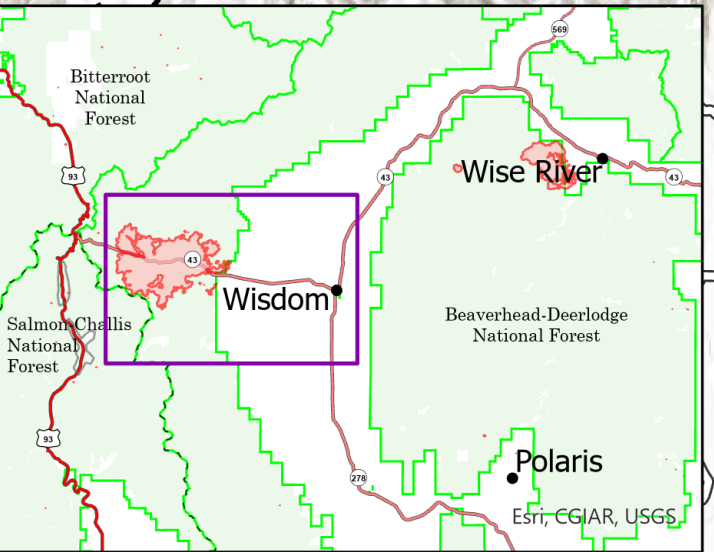 569
Bitterroot
National
Forest
93
43
Wise River
43
43
Wisdom
Beaverhead-Deerlodge
National Forest
Salmon-Challis
National
Forest
93
278
Polaris
Esri, CGIAR, USGS